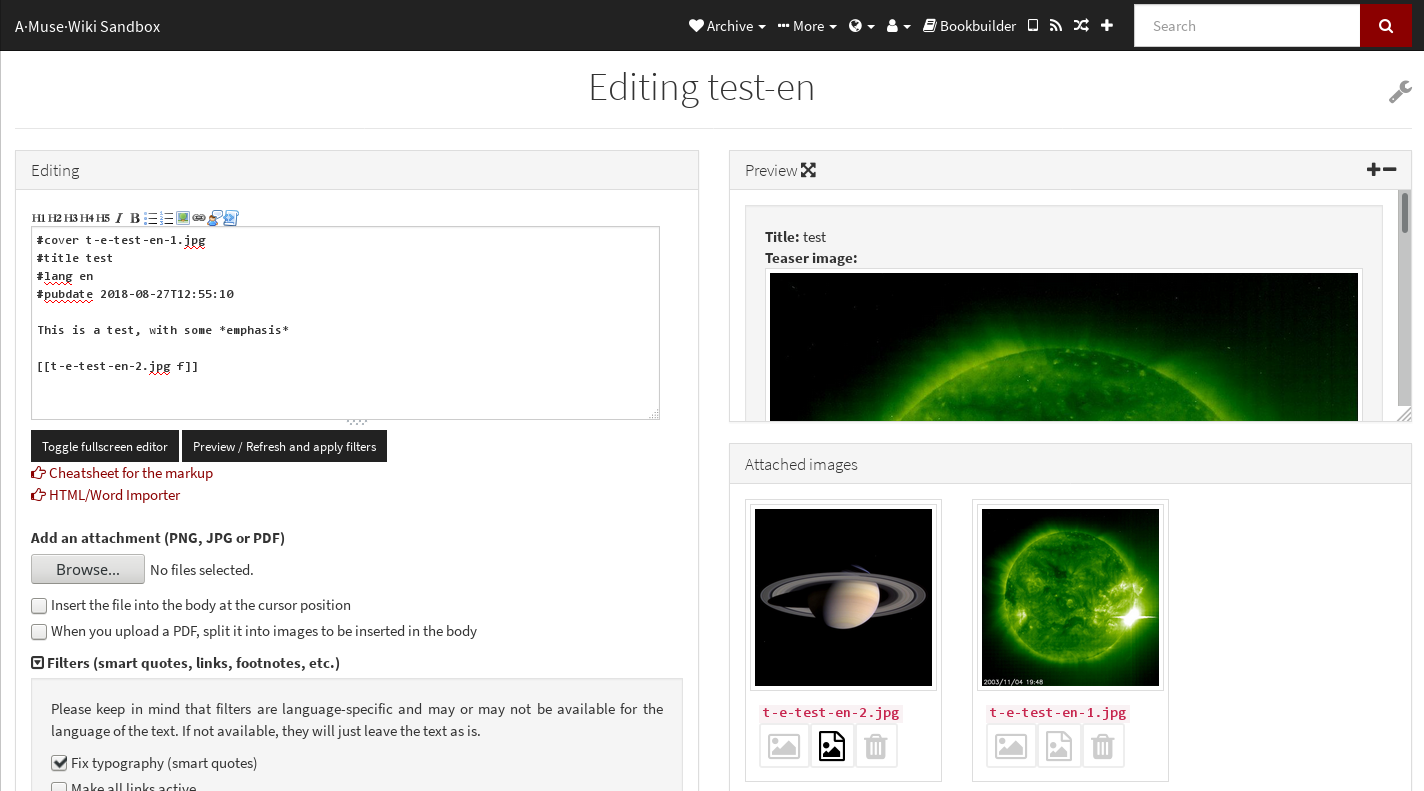 A·Muse·Wiki Sandbox
Archive
More
Bookbuilder
Search
Editing test-en
Editing
H1 H2 H3 H4 H5 I B
#cover t-e-test-en-1.jpg
#title test
#lang en
#pubdate 2018-08-27T12:55:10
This is a test, with some *emphasis*
[[t-e-test-en-2.jpg f]]
Toggle fullscreen editor
Preview / Refresh and apply filters
Cheatsheet for the markup
HTML/Word Importer
Add an attachment (PNG, JPG or PDF)
Browse... No files selected.
Insert the file into the body at the cursor position
When you upload a PDF, split it into images to be inserted in the body
Filters (smart quotes, links, footnotes, etc.)
Please keep in mind that filters are language-specific and may or may not be available for the
language of the text. If not available, they will just leave the text as is.
Fix typography (smart quotes)
Make all links active
Preview
Title: test
Teaser image:
Attached images
2003/11/04 19:48
t-e-test-en-2.jpg
t-e-test-en-1.jpg